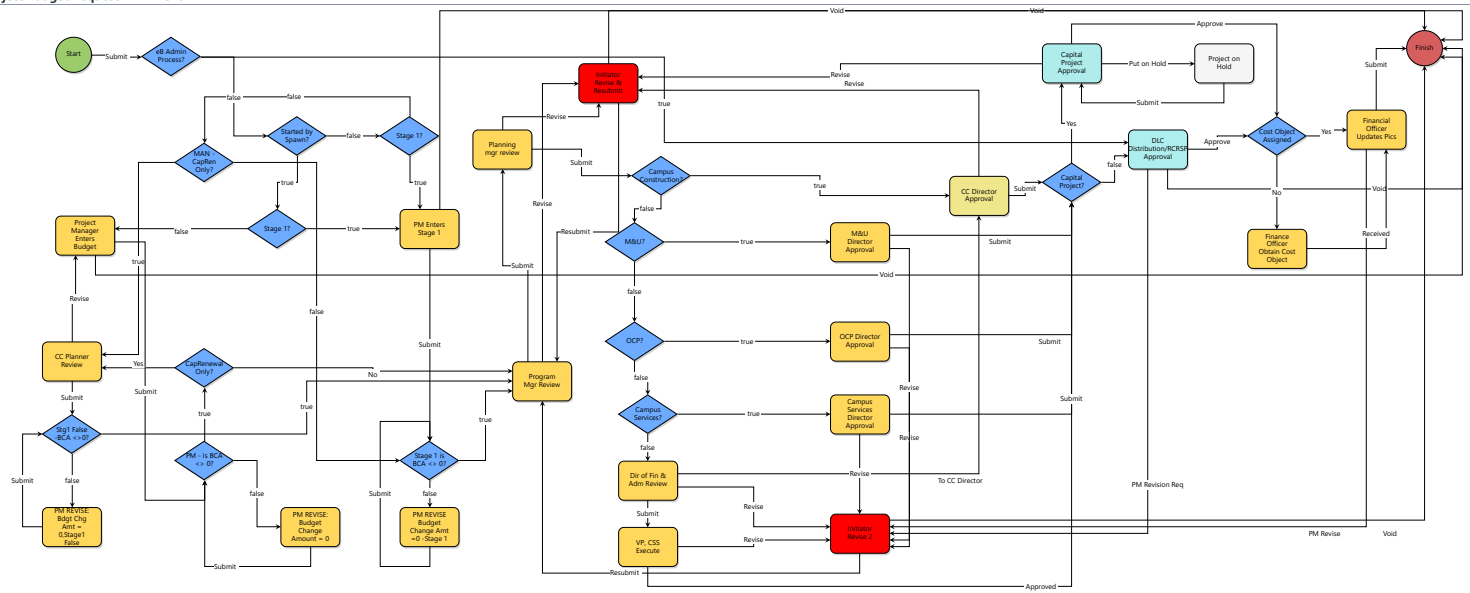 Void
Void
Start
Submit
eB Admin
Process?
false
false
Started by
Spawn?
false
Stage 1?
MAN -
CapRen
Only?
true
true
Project
Manager
Enters
Budget
false
Stage 1?
true
PM Enters
Stage 1
true
Revise
false
CC Planner
Review
Yes
CapRenewal
Only?
No
Submit
Submit
Submit
true
true
true
Stg1 False
-BCA <>0?
PM - Is BCA
<> 0?
Stage 1 is
BCA <> 0?
Submit
false
false
Submit
false
PM REVISE:
Bdgt Chg
Amt =
0,Stage1
False
PM REVISE:
Budget
Change
Amount = 0
PM REVISE
Budget
Change Amt
=0 -Stage 1
Submit
Initiator
Revise &
Resubmit
Revise
Revise
true
Revise
Planning
mgr review
Submit
Campus
Construction?
true
Revise
false
Resubmit
M&U?
true
M&U
Director
Approval
Submit
Submit
Void
false
OCP?
true
OCP Director
Approval
Submit
Program
Mgr Review
false
Revise
Campus
Services?
true
Campus
Services
Director
Approval
Submit
Revise
false
Dir of Fin &
Adm Review
Revise
To CC Director
Submit
Revise
VP, CSS
Execute
Revise
Initiator
Revise 2
Resubmit
Approved
Capital
Project
Approval
Approve
Put on Hold
Project on
Hold
Submit
Yes
CC Director
Approval
Submit
Capital
Project?
false
DLC
Distribution/RCRSP
Approval
Approve
Cost Object
Assigned
Yes
Financial
Officer
Updates Pics
Submit
Finish
No
Void
Finance
Officer
Obtain Cost
Object
Received
PM Revision Req
PM Revise
Void